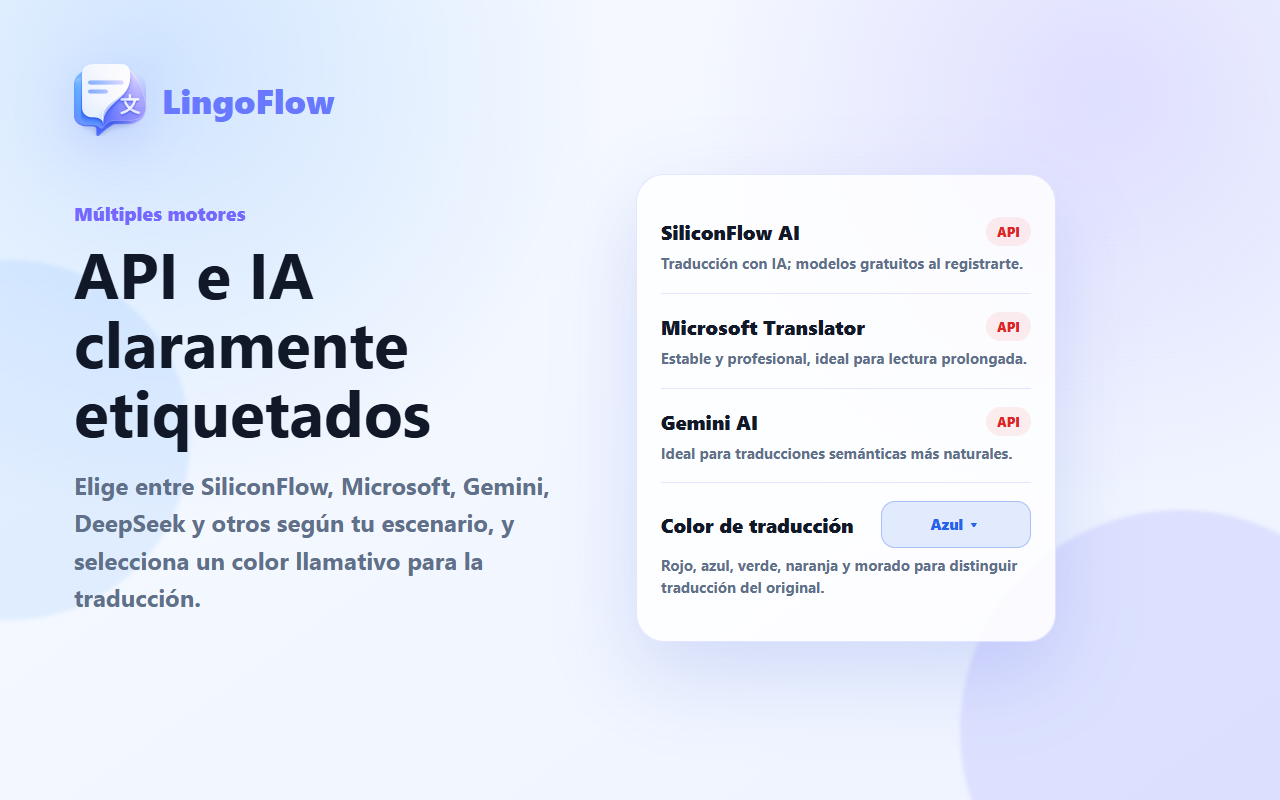 文
LingoFlow
Múltiples motores
API e IA
claramente
etiquetados
Elige entre SiliconFlow, Microsoft, Gemini,
DeepSeek y otros según tu escenario, y
selecciona un color llamativo para la
traducción.
SiliconFlow AI API
Traducción con IA; modelos gratuitos al registrarte.
Microsoft Translator API
Estable y profesional, ideal para lectura prolongada.
Gemini AI API
Ideal para traducciones semánticas más naturales.
Color de traducción Azul
Rojo, azul, verde, naranja y morado para distinguir
traducción del original.